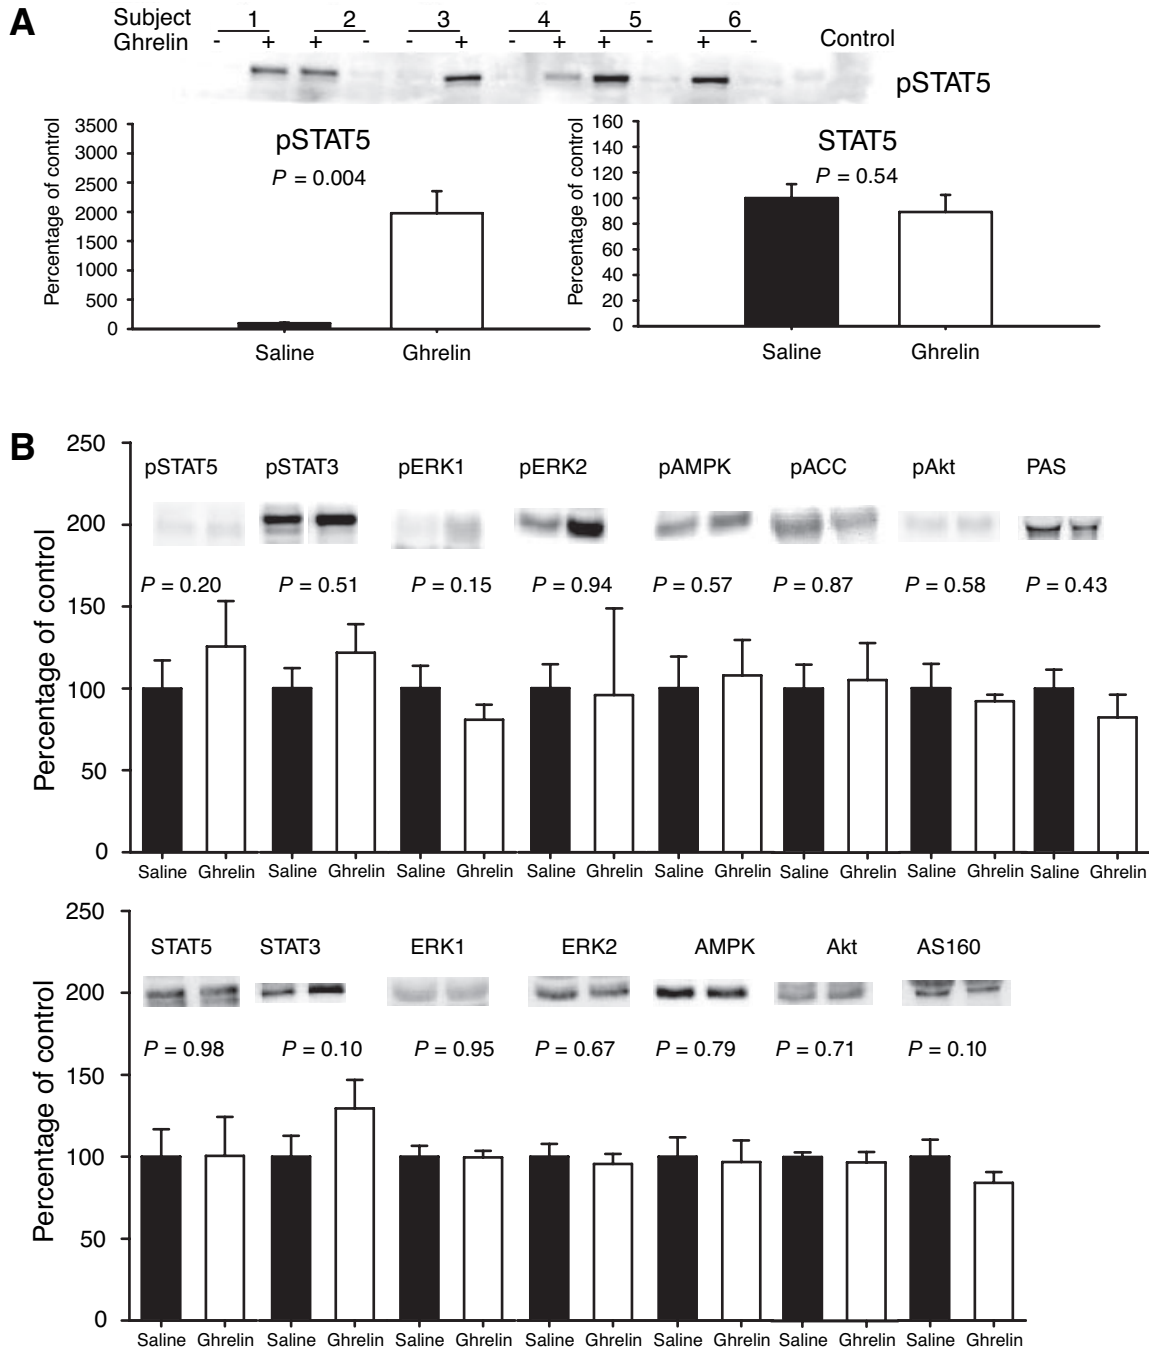 A
Subject 1 2 3 4 5 6
Ghrelin - + + - - + - + + - + - Control
pSTAT5
pSTAT5
P = 0.004
Percentage of control
3500
3000
2500
2000
1500
1000
500
0
Saline Ghrelin
STAT5
P = 0.54
Percentage of control
160
140
120
100
80
60
40
20
0
Saline Ghrelin
B
Percentage of control
250
200
150
100
50
0
pSTAT5 pSTAT3 pERK1 pERK2 pAMPK pACC pAkt PAS
P = 0.20 P = 0.51 P = 0.15 P = 0.94 P = 0.57 P = 0.87 P = 0.58 P = 0.43
Saline Ghrelin Saline Ghrelin Saline Ghrelin Saline Ghrelin Saline Ghrelin Saline Ghrelin Saline Ghrelin Saline Ghrelin
Percentage of control
250
200
150
100
50
0
STAT5 STAT3 ERK1 ERK2 AMPK Akt AS160
P = 0.98 P = 0.10 P = 0.95 P = 0.67 P = 0.79 P = 0.71 P = 0.10
Saline Ghrelin Saline Ghrelin Saline Ghrelin Saline Ghrelin Saline Ghrelin Saline Ghrelin Saline Ghrelin